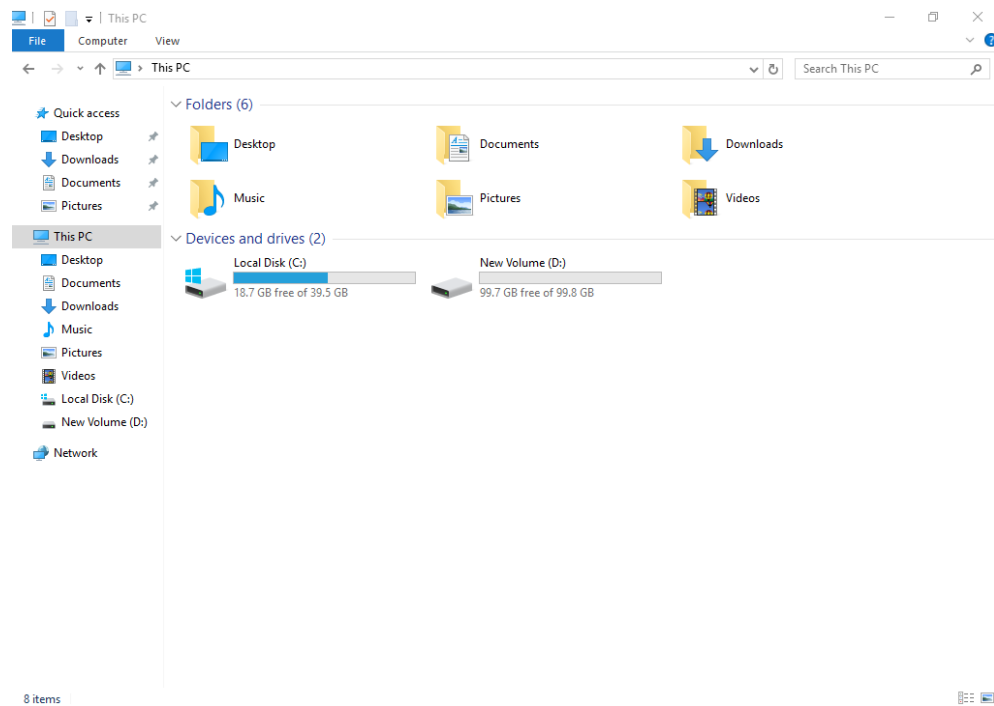 This PC
File Computer View
This PC
Search This PC
Quick access
Desktop
Downloads
Documents
Pictures
This PC
Desktop
Documents
Downloads
Music
Pictures
Videos
Local Disk (C:)
New Volume (D:)
Network
Folders (6)
Desktop Documents Downloads
Music Pictures Videos
Devices and drives (2)
Local Disk (C:) New Volume (D:)
18.7 GB free of 39.5 GB 99.7 GB free of 99.8 GB
8 items